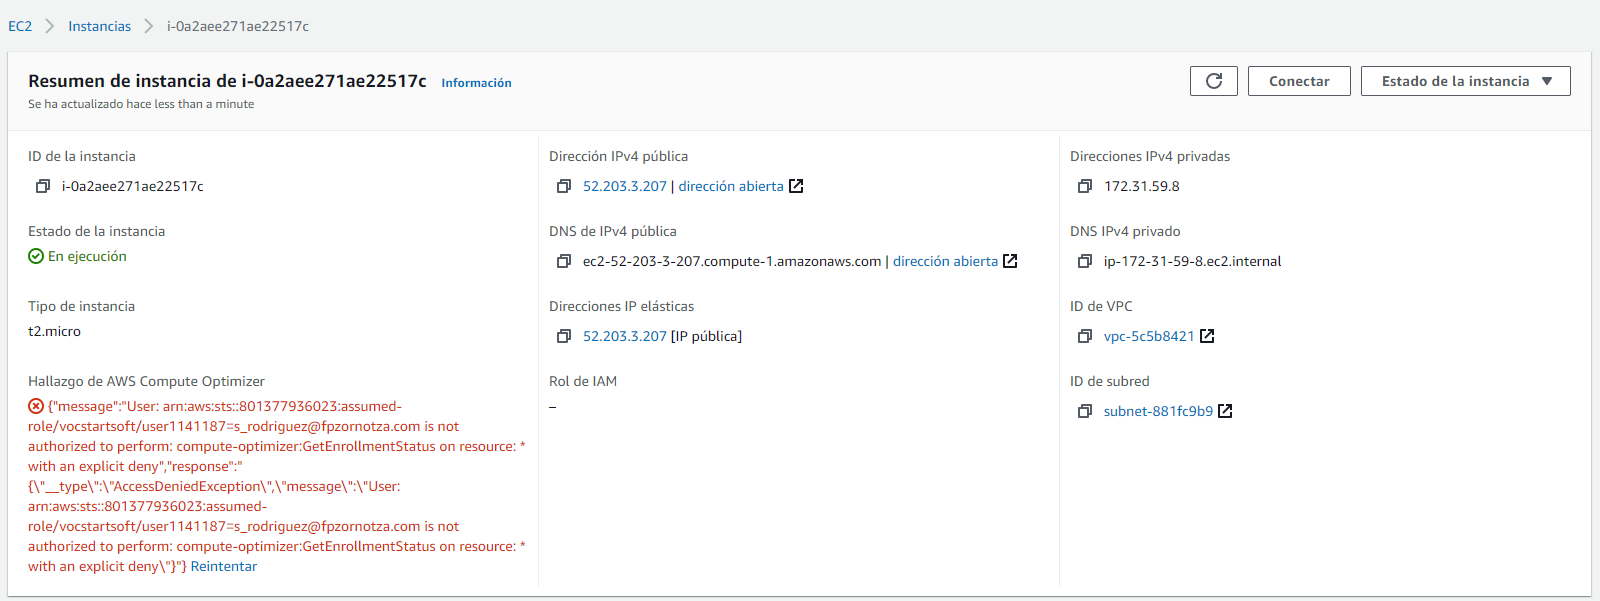 EC2 > Instancias > i-0a2aee271ae22517c
Resumen de instancia de i-0a2aee271ae22517c Información
Se ha actualizado hace less than a minute
Conectar
Estado de la instancia
ID de la instancia
i-0a2aee271ae22517c
Estado de la instancia
En ejecución
Tipo de instancia
t2.micro
Hallazgo de AWS Compute Optimizer
{"message":"User: arn:aws:sts::801377936023:assumed-
role/vocstartsoft/user1141187=s_rodriguez@fpzornotza.com is not
authorized to perform: compute-optimizer:GetEnrollmentStatus on resource: *
with an explicit deny","response":"
{\"__type\":\"AccessDeniedException\",\"message\":\"User:
arn:aws:sts::801377936023:assumed-
role/vocstartsoft/user1141187=s_rodriguez@fpzornotza.com is not
authorized to perform: compute-optimizer:GetEnrollmentStatus on resource: *
with an explicit deny\"}"} Reintentar
Dirección IPv4 pública
52.203.3.207 | dirección abierta
DNS de IPv4 pública
ec2-52-203-3-207.compute-1.amazonaws.com | dirección abierta
Direcciones IP elásticas
52.203.3.207 [IP pública]
Rol de IAM
–
Direcciones IPv4 privadas
172.31.59.8
DNS IPv4 privado
ip-172-31-59-8.ec2.internal
ID de VPC
vpc-5c5b8421
ID de subred
subnet-881fc9b9